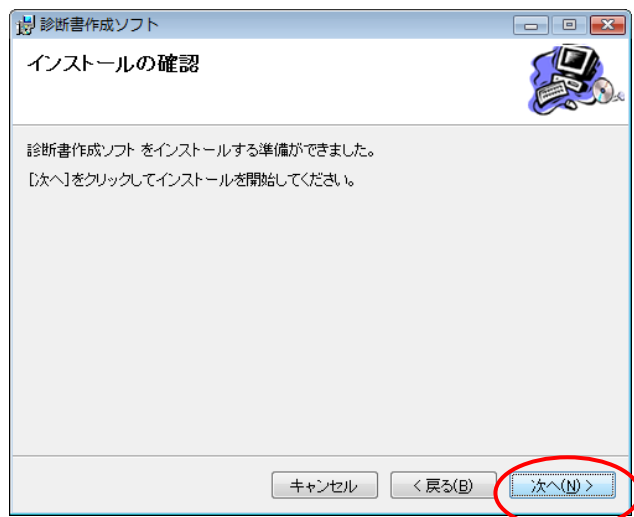 診断書作成ソフト
インストールの確認
診断書作成ソフト をインストールする準備ができました。
[次へ]をクリックしてインストールを開始してください。
キャンセル
< 戻る(B)
次へ(N) >